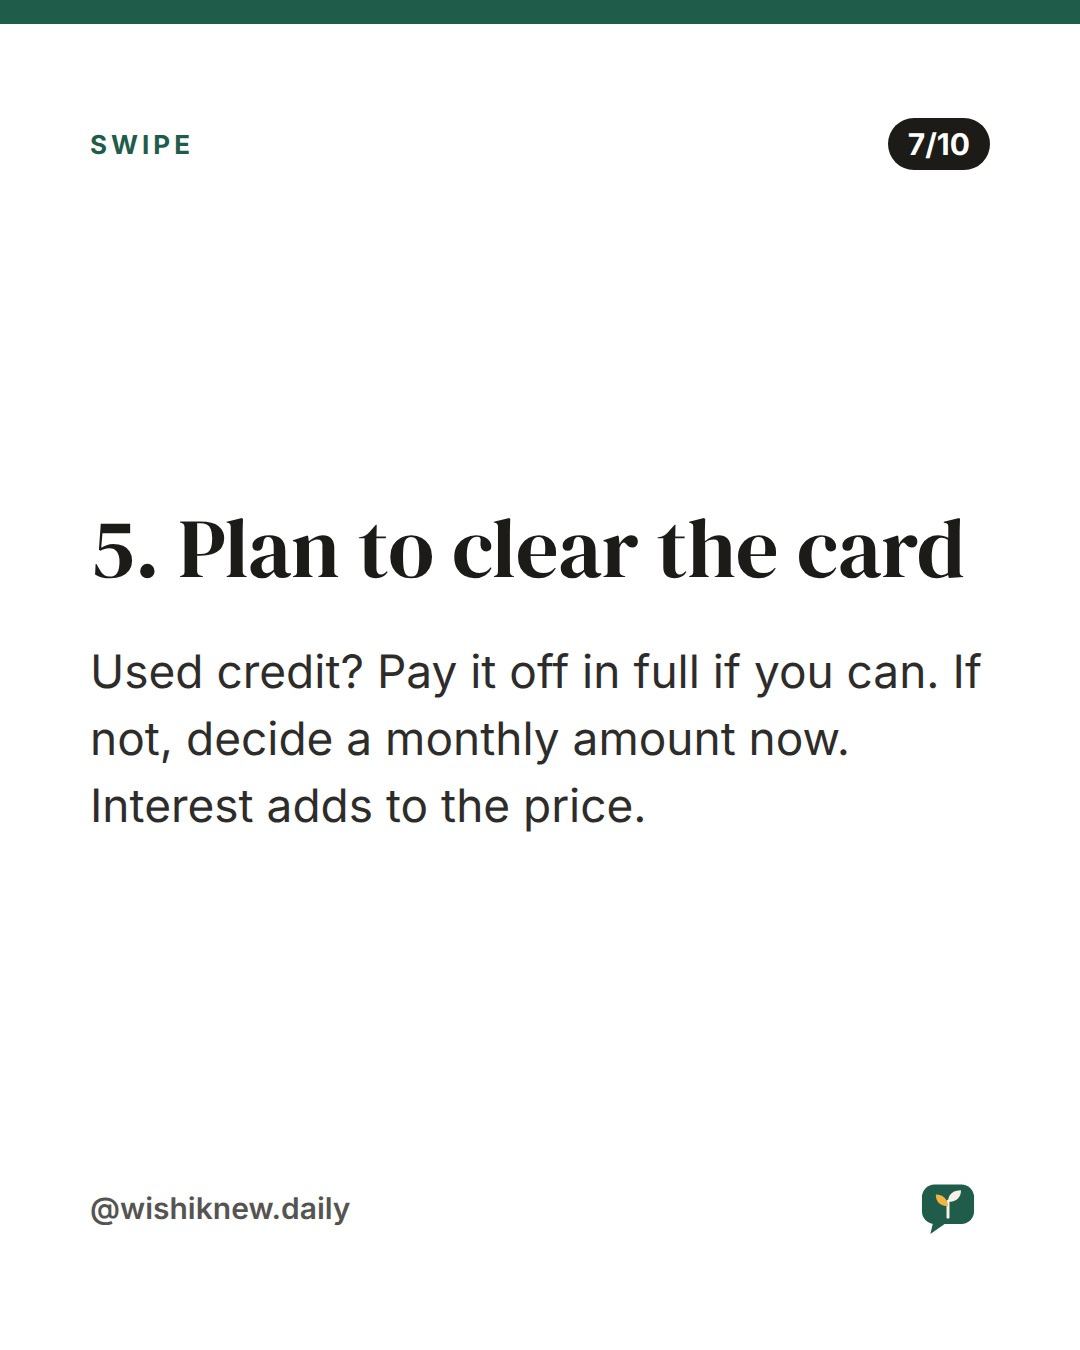 SWIPE
7/10
5. Plan to clear the card
Used credit? Pay it off in full if you can. If
not, decide a monthly amount now.
Interest adds to the price.
@wishiknew.daily